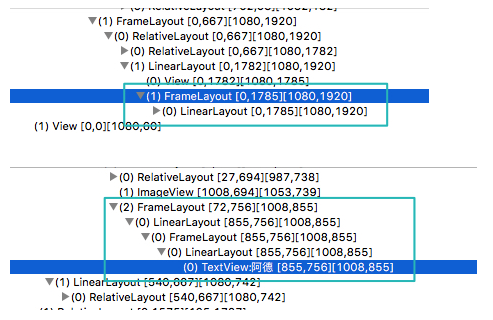 (1) FrameLayout [0,667][1080,1920]
(0) RelativeLayout [0,667][1080,1920]
(0) RelativeLayout [0,667][1080,1782]
(1) LinearLayout [0,1782][1080,1920]
(0) View [0,1782][1080,1785]
(1) FrameLayout [0,1785][1080,1920]
(0) LinearLayout [0,1785][1080,1920]
(1) View [0,0][1080,60]
(0) RelativeLayout [27,694][987,738]
(1) ImageView [1008,694][1053,739]
(2) FrameLayout [72,756][1008,855]
(0) LinearLayout [855,756][1008,855]
(0) FrameLayout [855,756][1008,855]
(0) LinearLayout [855,756][1008,855]
(0) TextView:阿德 [855,756][1008,855]
(1) LinearLayout [540,667][1080,742]
(0) RelativeLayout [540,667][1080,742]